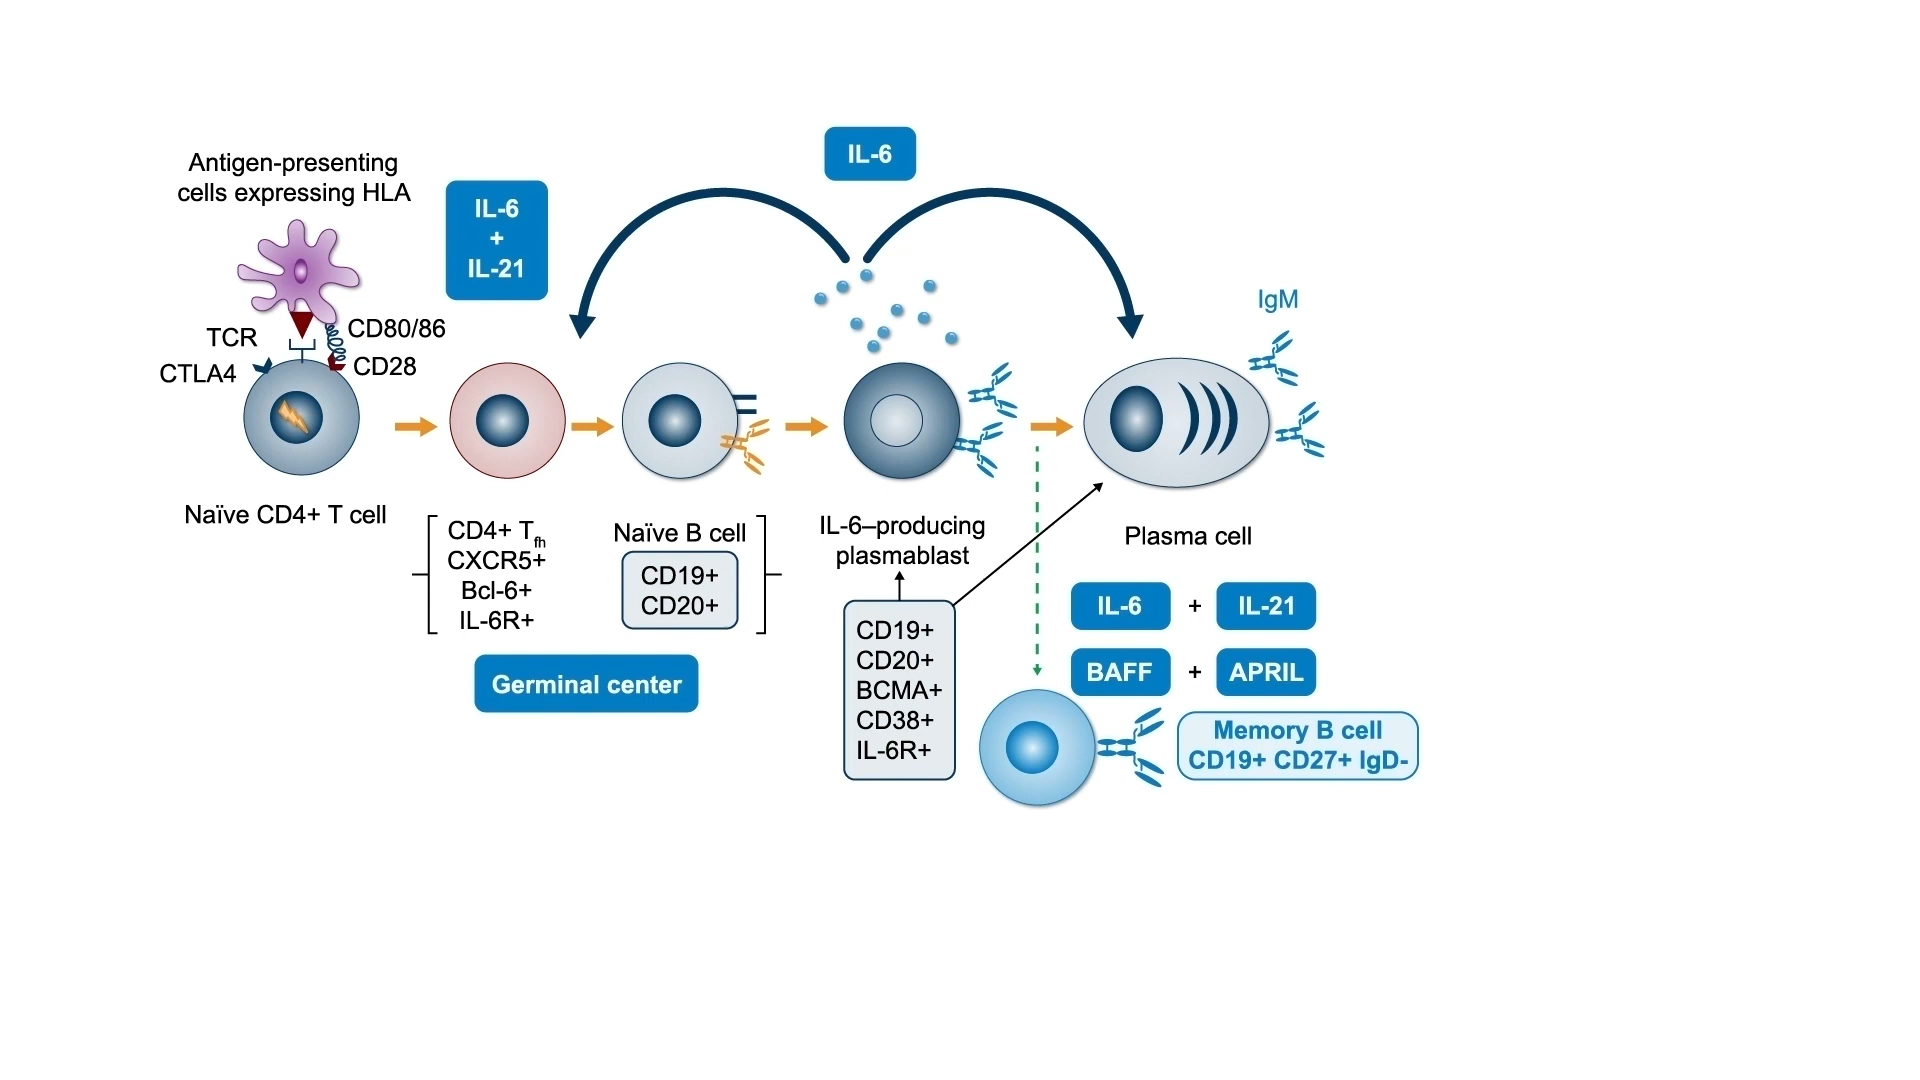 Antigen-presenting
cells expressing HLA
IL-6
+
IL-21
IL-6
TCR
CD80/86
CTLA4
CD28
IgM
Naïve CD4+ T cell
CD4+ Tfh
CXCR5+
Bcl-6+
IL-6R+
Naïve B cell
CD19+
CD20+
Germinal center
IL-6–producing
plasmablast
CD19+
CD20+
BCMA+
CD38+
IL-6R+
Plasma cell
IL-6 + IL-21
BAFF + APRIL
Memory B cell
CD19+ CD27+ IgD-